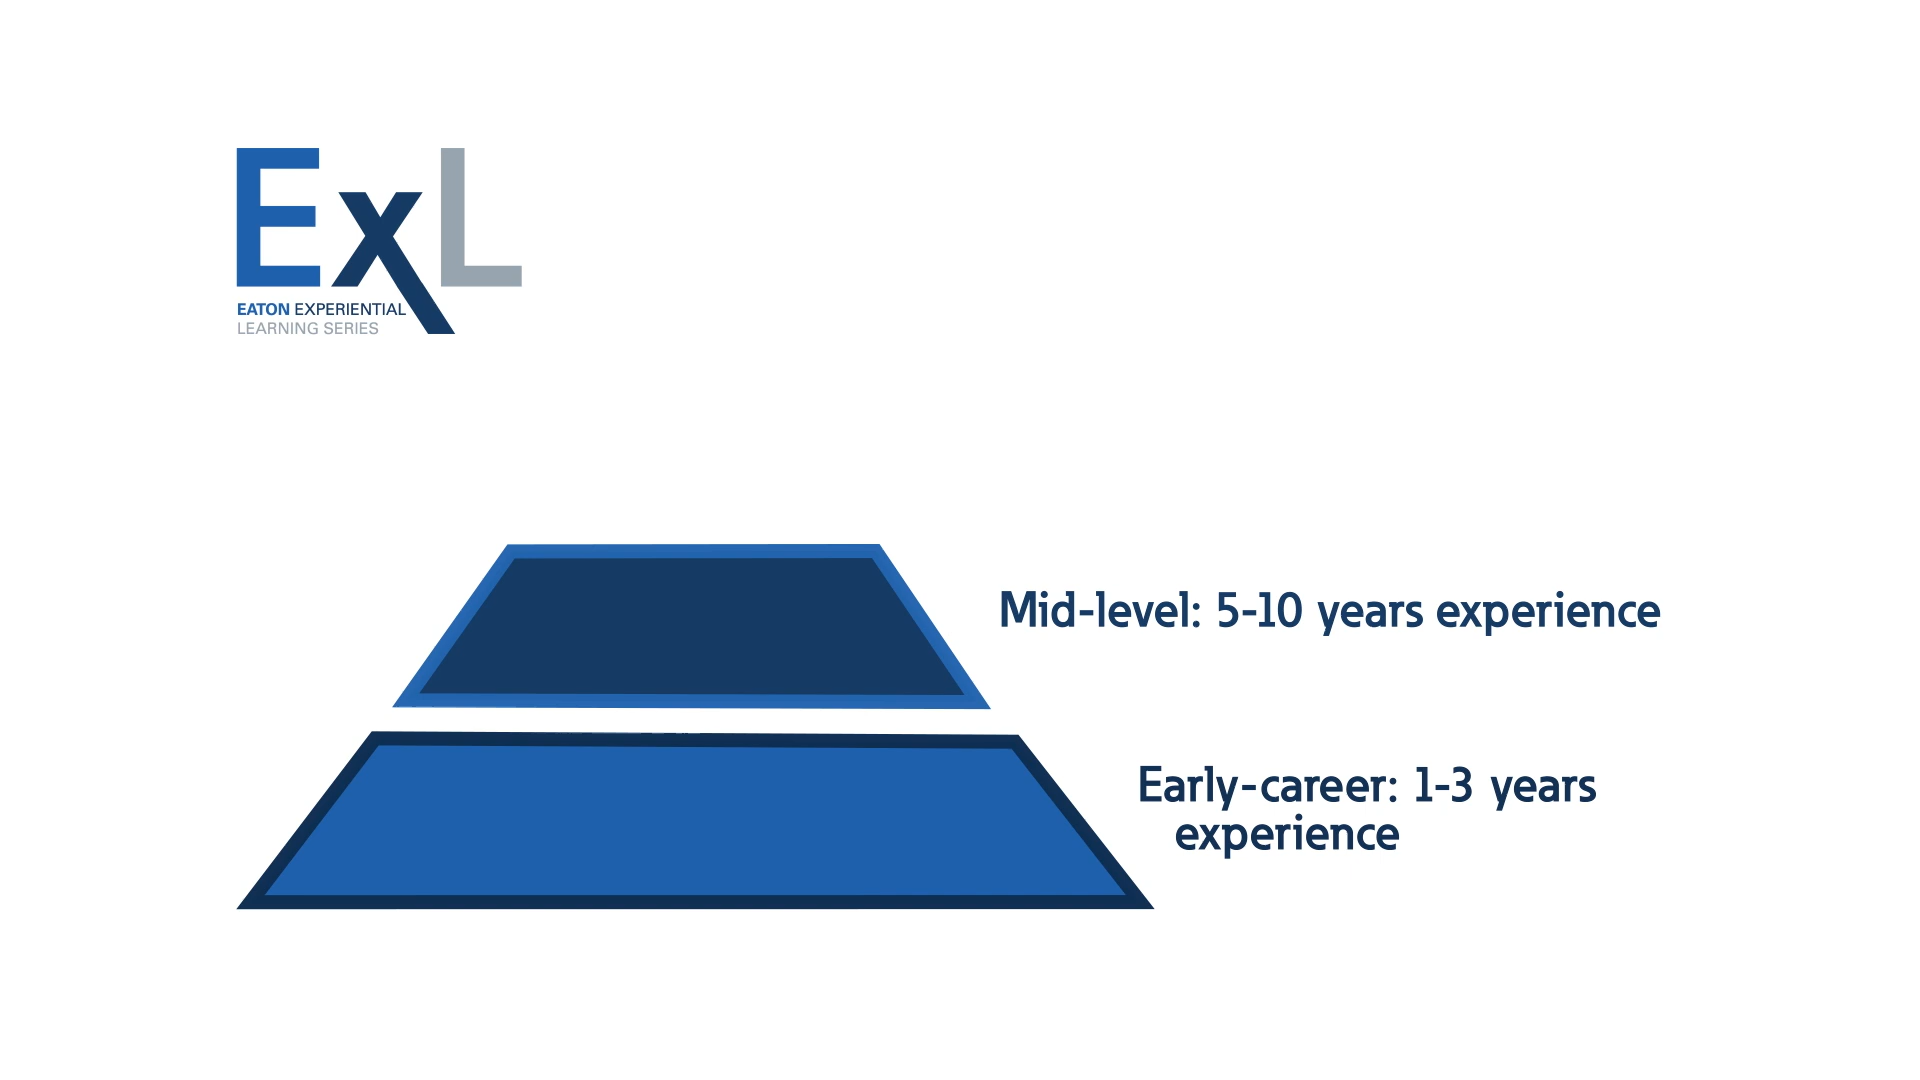 ExL
EATON EXPERIENTIAL
LEARNING SERIES
Mid-level: 5-10 years experience
Early-career: 1-3 years
experience